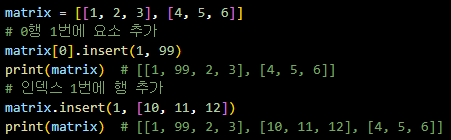 matrix = [[1, 2, 3], [4, 5, 6]]
# 0행 1번에 요소 추가
matrix[0].insert(1, 99)
print(matrix)  # [[1, 99, 2, 3], [4, 5, 6]]
# 인덱스 1번에 행 추가
matrix.insert(1, [10, 11, 12])
print(matrix)  # [[1, 99, 2, 3], [10, 11, 12], [4, 5, 6]]